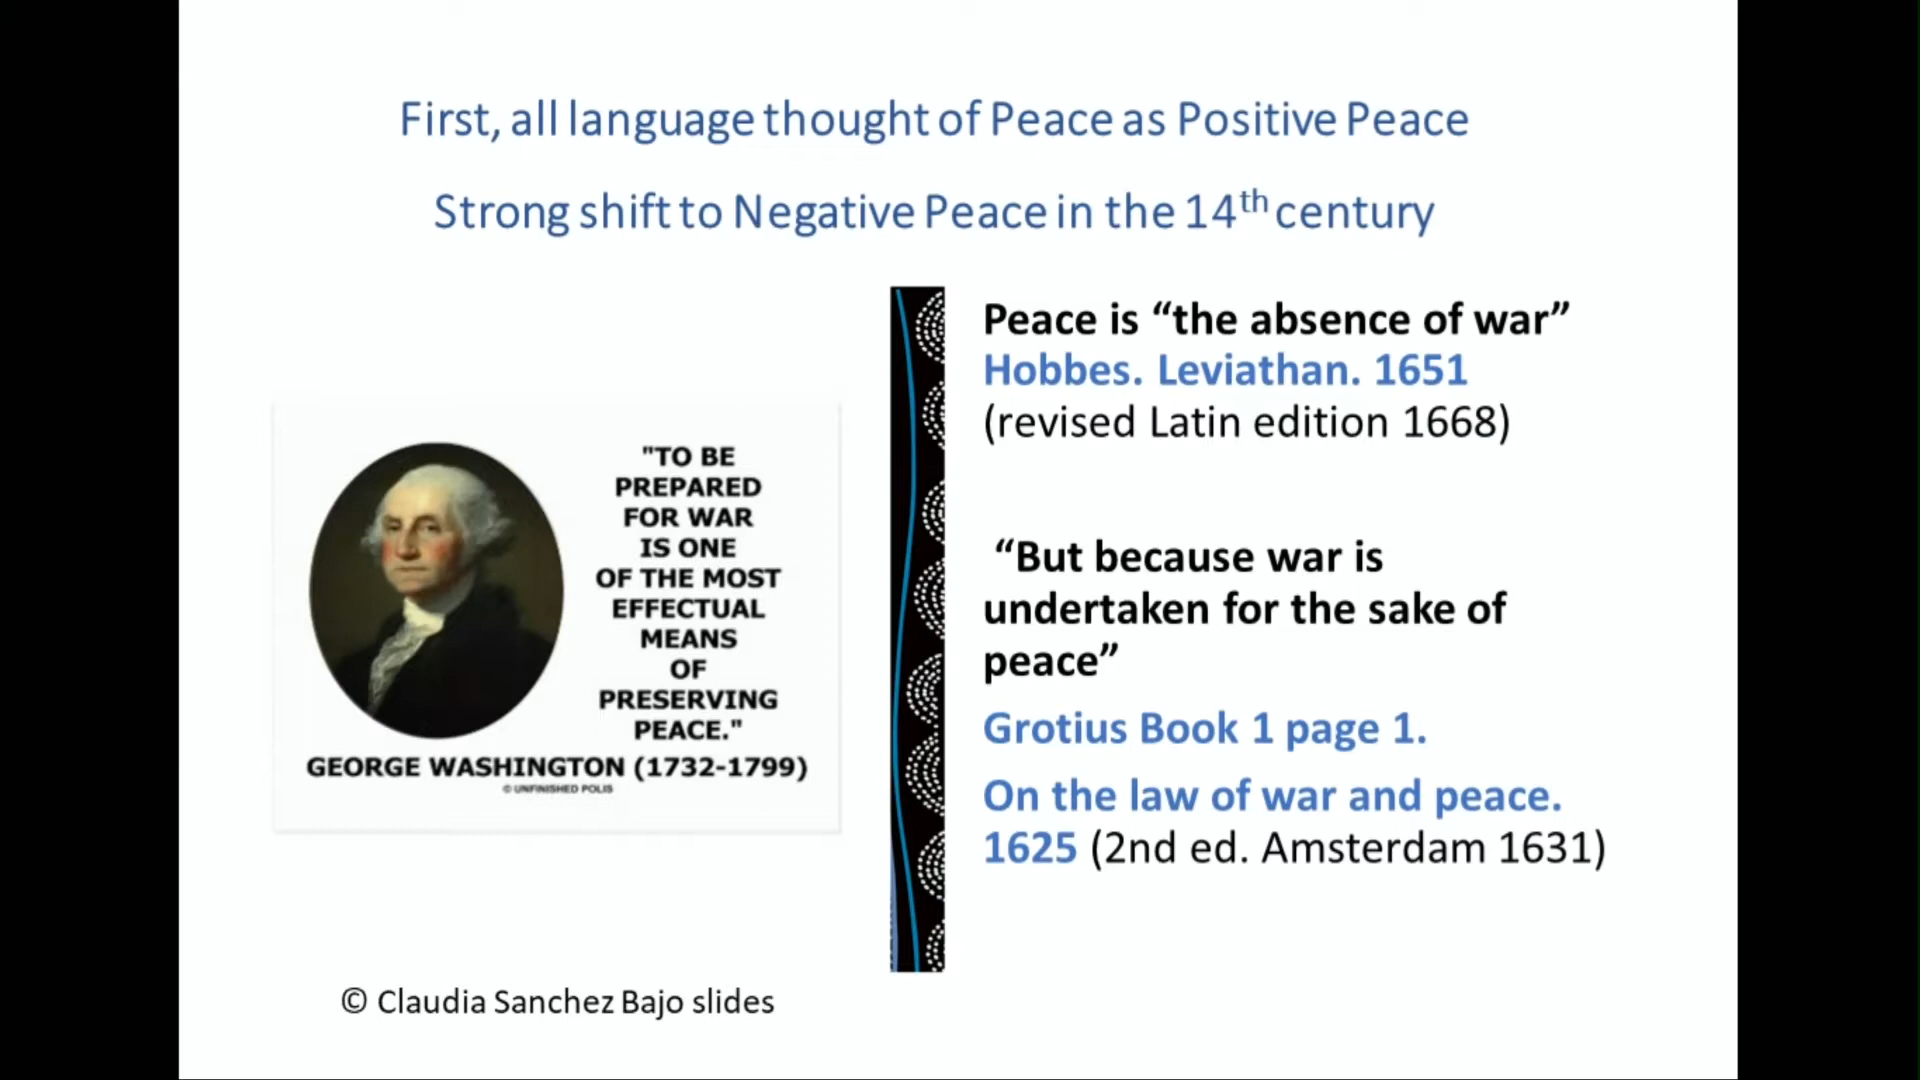 First, all language thought of Peace as Positive Peace
Strong shift to Negative Peace in the 14th century
"TO BE
PREPARED
FOR WAR
IS ONE
OF THE MOST
EFFECTUAL
MEANS
OF
PRESERVING
PEACE."
GEORGE WASHINGTON (1732-1799)
© UNFINISHED POLIS
Peace is “the absence of war”
Hobbes. Leviathan. 1651
(revised Latin edition 1668)
“But because war is
undertaken for the sake of
peace”
Grotius Book 1 page 1.
On the law of war and peace.
1625 (2nd ed. Amsterdam 1631)
© Claudia Sanchez Bajo slides